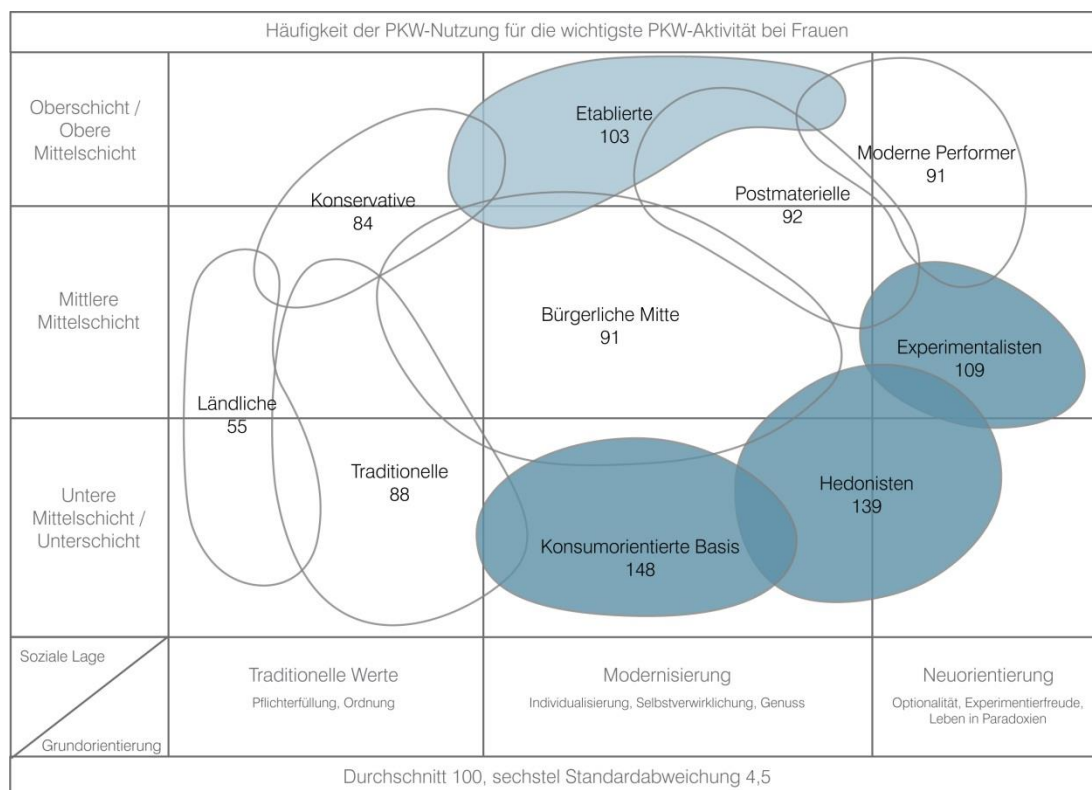 Häufigkeit der PKW-Nutzung für die wichtigste PKW-Aktivität bei Frauen
Oberschicht /
Obere
Mittelschicht
Etablierte
103
Moderne Performer
91
Konservative
84
Postmaterielle
92
Mittlere
Mittelschicht
Bürgerliche Mitte
91
Experimentalisten
109
Ländliche
55
Untere
Mittelschicht /
Unterschicht
Traditionelle
88
Hedonisten
139
Konsumorientierte Basis
148
Soziale Lage
Grundorientierung
Traditionelle Werte
Pflichterfüllung, Ordnung
Modernisierung
Individualisierung, Selbstverwirklichung, Genuss
Neuorientierung
Optionalität, Experimentierfreude,
Leben in Paradoxien
Durchschnitt 100, sechstel Standardabweichung 4,5